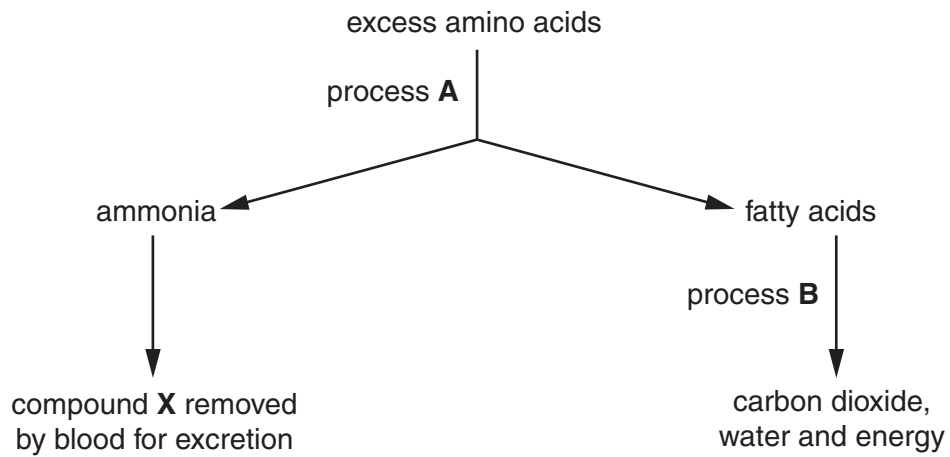 excess amino acids
process A
ammonia
fatty acids
process B
compound X removed
by blood for excretion
carbon dioxide,
water and energy